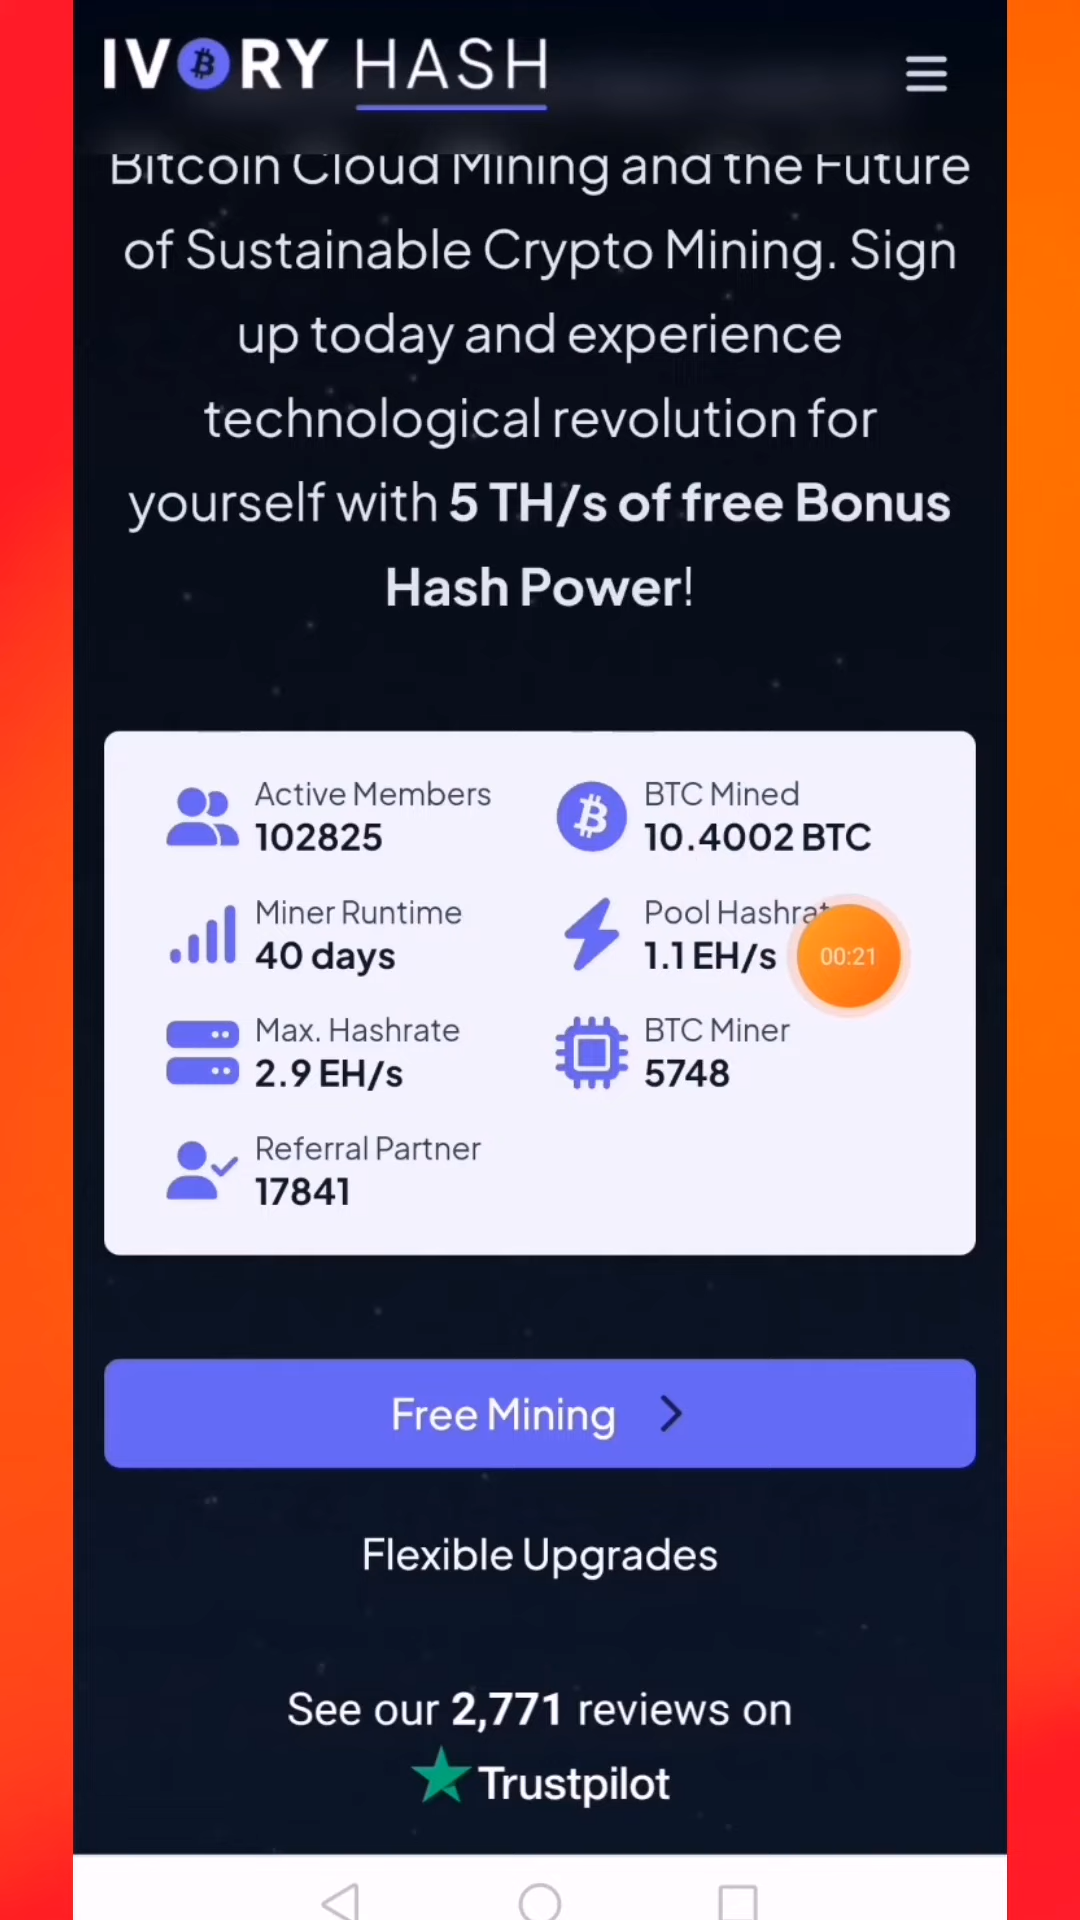 IVORY HASH
Bitcoin Cloud Mining and the Future
of Sustainable Crypto Mining. Sign
up today and experience
technological revolution for
yourself with 5 TH/s of free Bonus
Hash Power!
Active Members
102825
BTC Mined
10.4002 BTC
Miner Runtime
40 days
Pool Hashrat
1.1 EH/s
00:21
Max. Hashrate
2.9 EH/s
BTC Miner
5748
Referral Partner
17841
Free Mining
Flexible Upgrades
See our 2,771 reviews on
Trustpilot